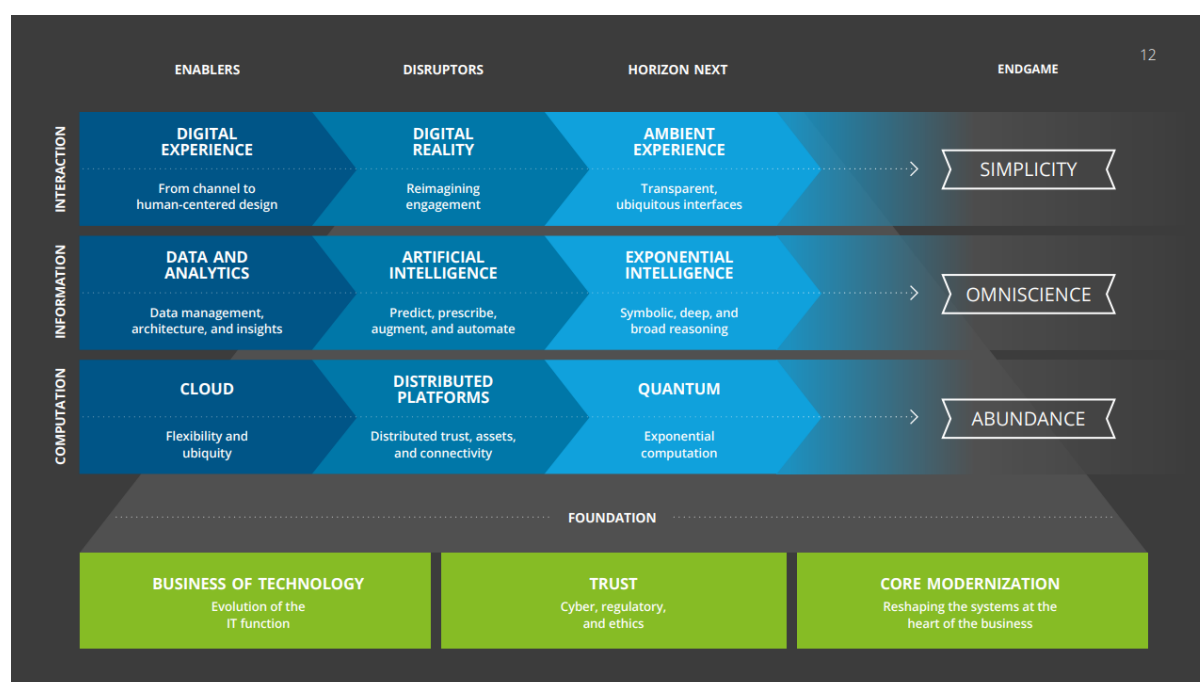 12
ENABLERS
DISRUPTORS
HORIZON NEXT
ENDGAME
INTERACTION
DIGITAL
EXPERIENCE
From channel to
human-centered design
DIGITAL
REALITY
Reimagining
engagement
AMBIENT
EXPERIENCE
Transparent,
ubiquitous interfaces
SIMPLICITY
INFORMATION
DATA AND
ANALYTICS
Data management,
architecture, and insights
ARTIFICIAL
INTELLIGENCE
Predict, prescribe,
augment, and automate
EXPONENTIAL
INTELLIGENCE
Symbolic, deep, and
broad reasoning
OMNISCIENCE
COMPUTATION
CLOUD
Flexibility and
ubiquity
DISTRIBUTED
PLATFORMS
Distributed trust, assets,
and connectivity
QUANTUM
Exponential
computation
ABUNDANCE
FOUNDATION
BUSINESS OF TECHNOLOGY
Evolution of the
IT function
TRUST
Cyber, regulatory,
and ethics
CORE MODERNIZATION
Reshaping the systems at the
heart of the business